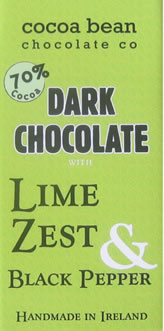 cocoa bean
chocolate co
70%
Cocoa
DARK
CHOCOLATE
WITH
LIME
ZEST
&
BLACK PEPPER
HANDMADE IN IRELAND